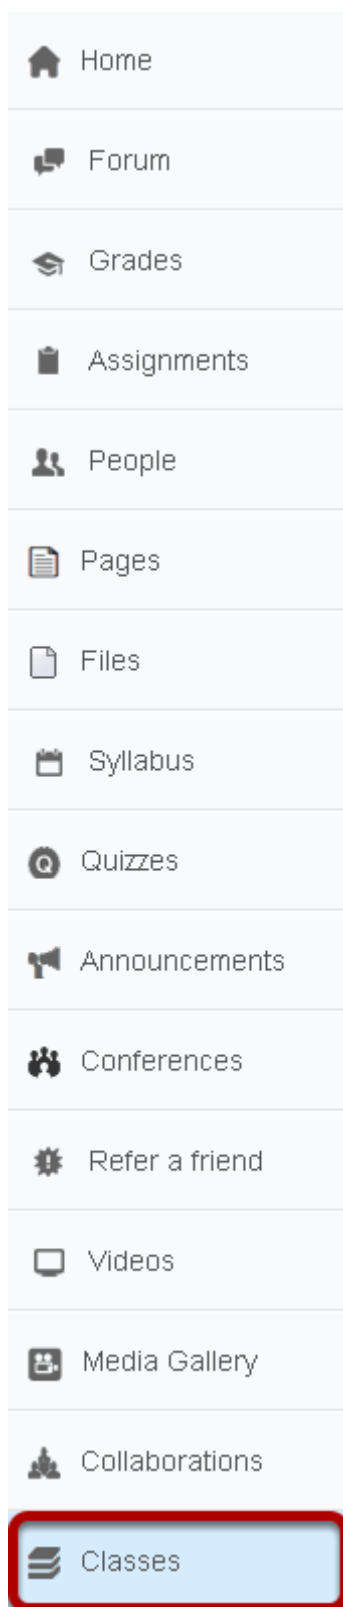 Home
Forum
Grades
Assignments
People
Pages
Files
Syllabus
Quizzes
Announcements
Conferences
Refer a friend
Videos
Media Gallery
Collaborations
Classes